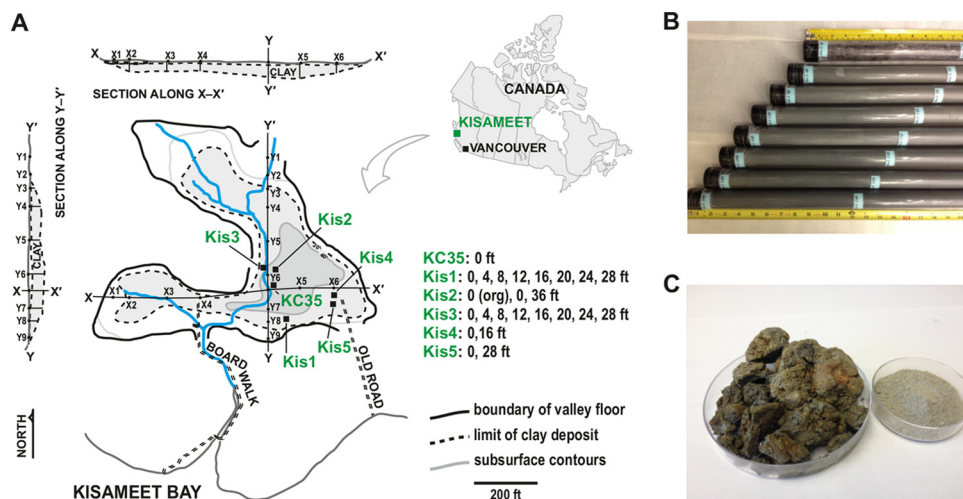 A
B
C
X
X1
X2
X3
X4
Y
X5
X6
X'
CLAY
SECTION ALONG X–X'
Y
SECTION ALONG Y–Y'
Y'
Y1
Y2
Y3
Y4
Y5
Y6
X
X'
Y7
Y8
Y9
Y
CLAY
CANADA
KISAMEET
VANCOUVER
Y'
Y1
Y2
Y3
Y4
Y5
Y6
Y7
Y8
Y9
Y
X
X1
X2
X3
X4
X5
X6
X'
Kis3
Kis2
Kis4
KC35
Kis1
Kis5
BOARD WALK
OLD ROAD
KC35: 0 ft
Kis1: 0, 4, 8, 12, 16, 20, 24, 28 ft
Kis2: 0 (org), 0, 36 ft
Kis3: 0, 4, 8, 12, 16, 20, 24, 28 ft
Kis4: 0,16 ft
Kis5: 0, 28 ft
boundary of valley floor
limit of clay deposit
subsurface contours
200 ft
NORTH
KISAMEET BAY